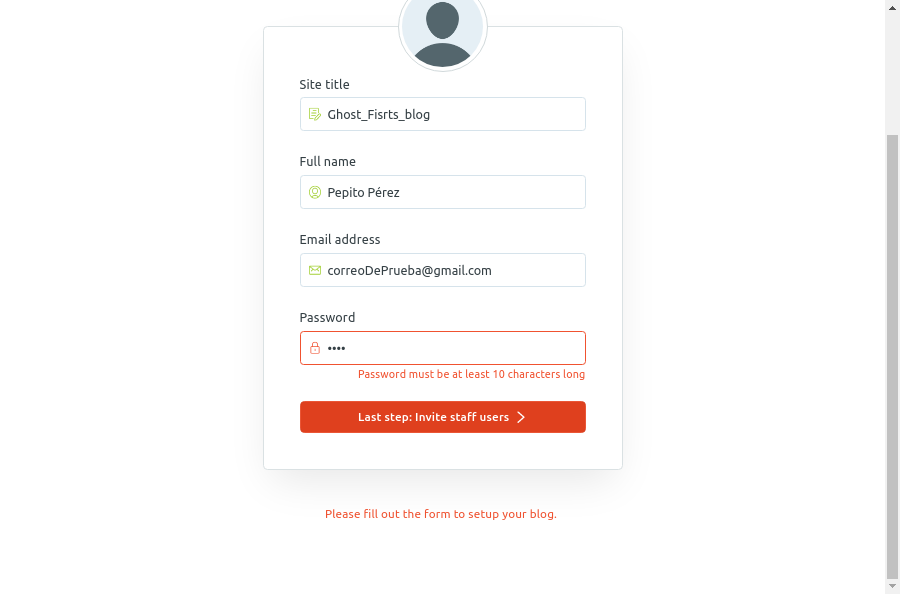 Site title
Ghost_Fisrts_blog
Full name
Pepito Pérez
Email address
correoDePrueba@gmail.com
Password
••••
Password must be at least 10 characters long
Last step: Invite staff users
Please fill out the form to setup your blog.